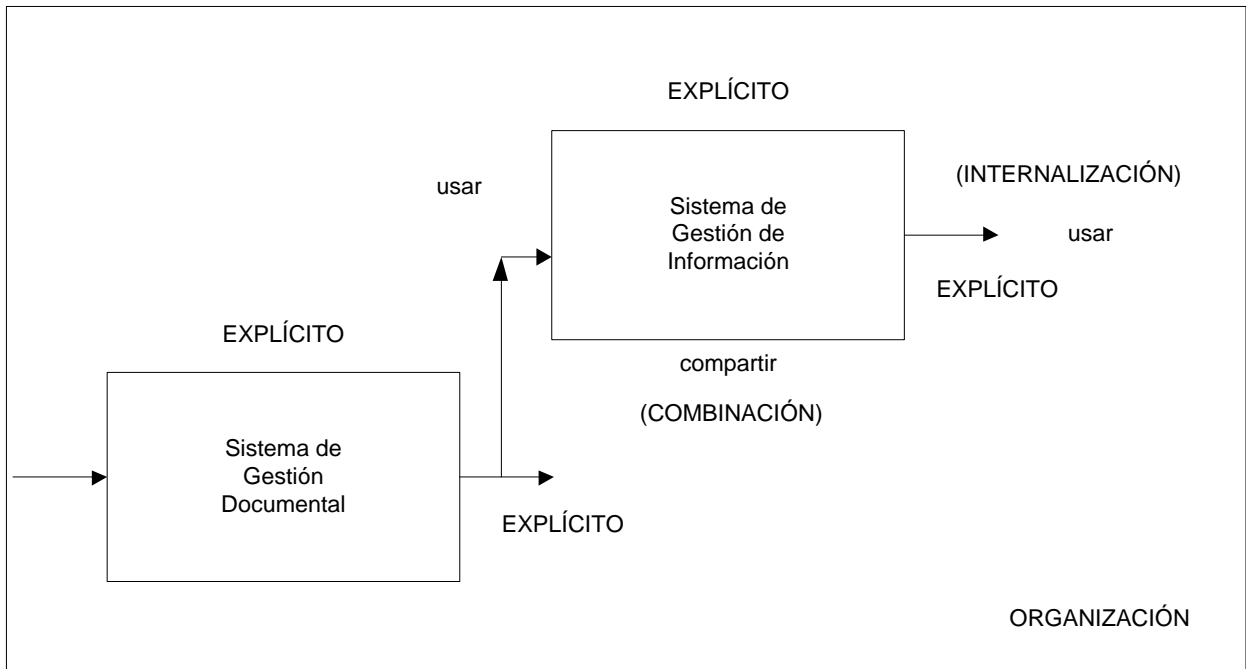 EXPLÍCITO
usar
Sistema de
Gestión de
Información
(INTERNALIZACIÓN)
usar
EXPLÍCITO
EXPLÍCITO
compartir
(COMBINACIÓN)
Sistema de
Gestión
Documental
EXPLÍCITO
ORGANIZACIÓN